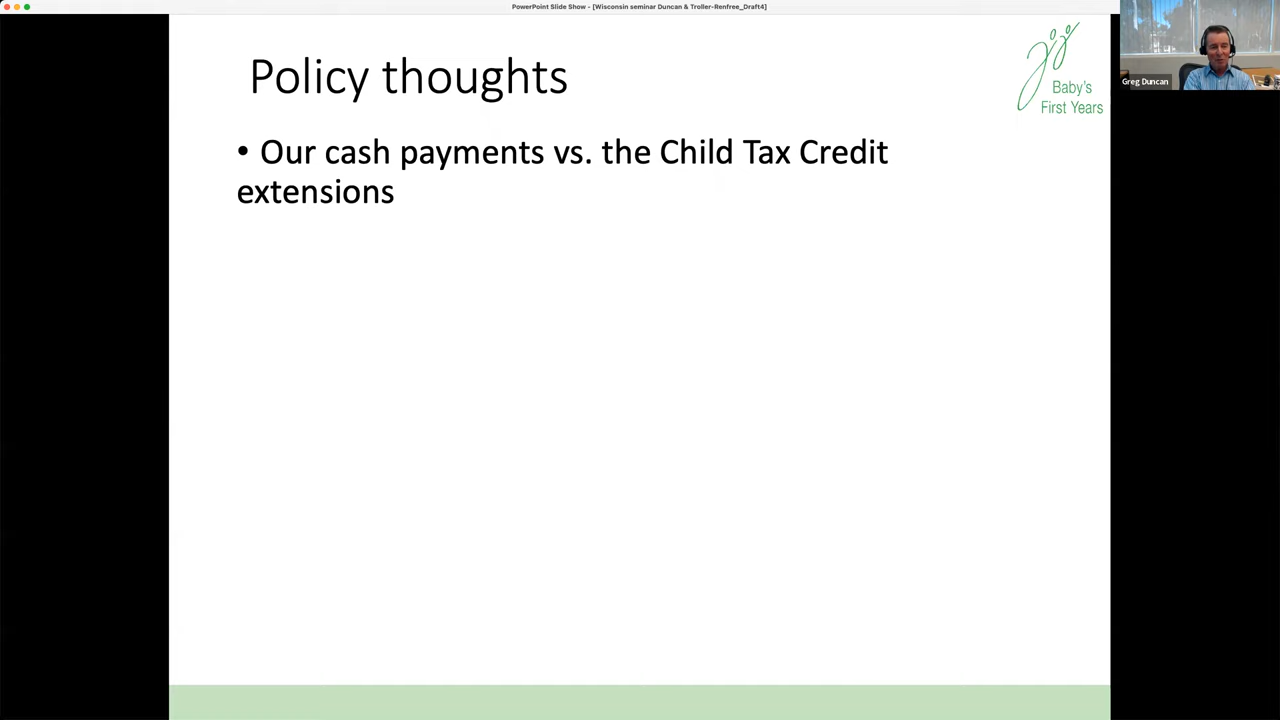 PowerPoint Slide Show - [Wisconsin seminar Duncan & Troller-Renfree_Draft4]
Policy thoughts
Baby's
First Years
Greg Duncan
• Our cash payments vs. the Child Tax Credit
extensions